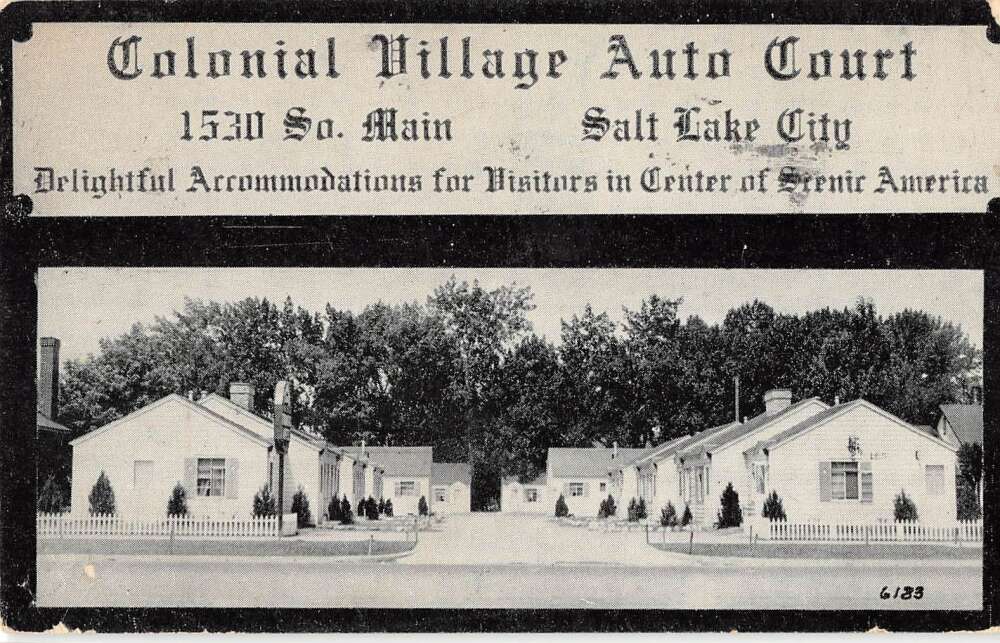 Colonial Village Auto Court
1530 So. Main Salt Lake City
Delightful Accommodations for Visitors in Center of Scenic America
6183